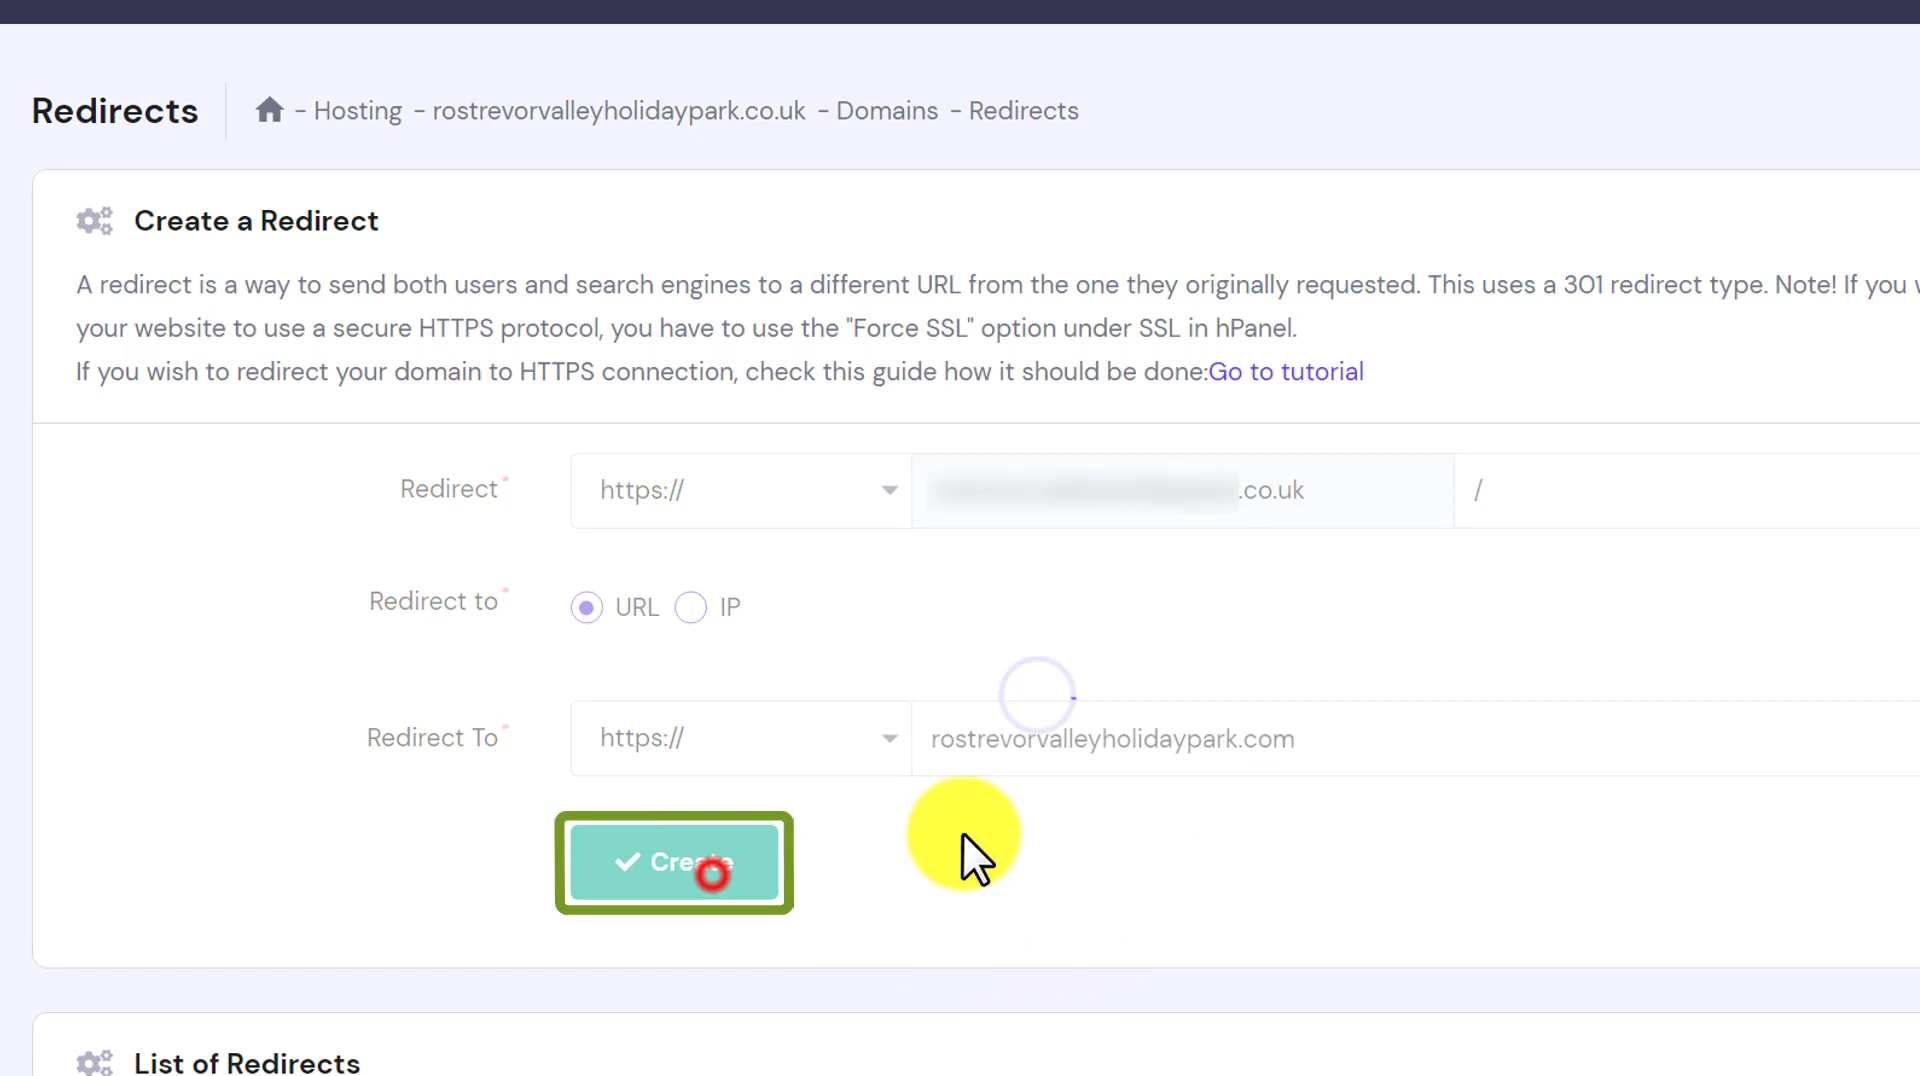 Redirects
- Hosting - rostrevorvalleyholidaypark.co.uk - Domains - Redirects
Create a Redirect
A redirect is a way to send both users and search engines to a different URL from the one they originally requested. This uses a 301 redirect type. Note! If you
your website to use a secure HTTPS protocol, you have to use the "Force SSL" option under SSL in hPanel.
If you wish to redirect your domain to HTTPS connection, check this guide how it should be done:Go to tutorial
Redirect * https:// .co.uk /
Redirect to * URL IP
Redirect To * https:// rostrevorvalleyholidaypark.com
Create
List of Redirects